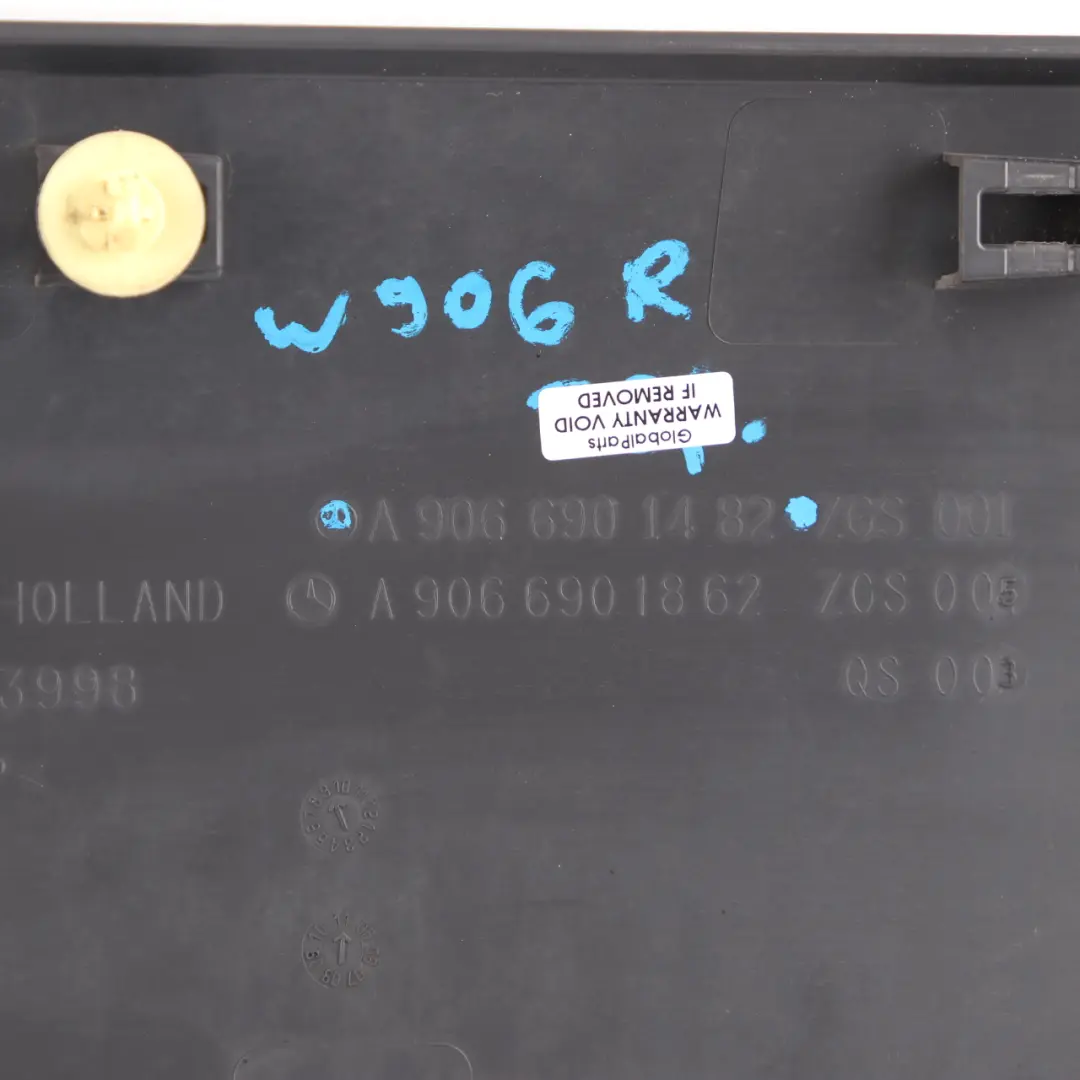 W 906 R
GlobalParts
WARRANTY VOID
IF REMOVED
A 906 690 14 82 ZGS 001
HOLLAND A 906 690 18 62 ZGS 005
3998 QS 003